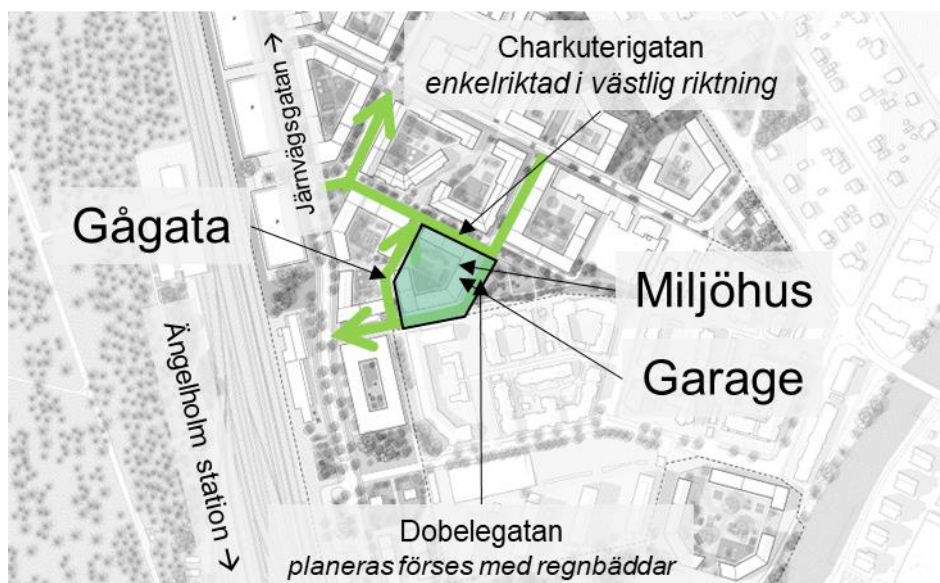 Charkuterigatan
enkelriktad i västlig riktning
Järnvägsgatan →
Gågata
Miljöhus
Garage
Ängelholm station →
Dobelegatan
planeras förses med regnbäddar